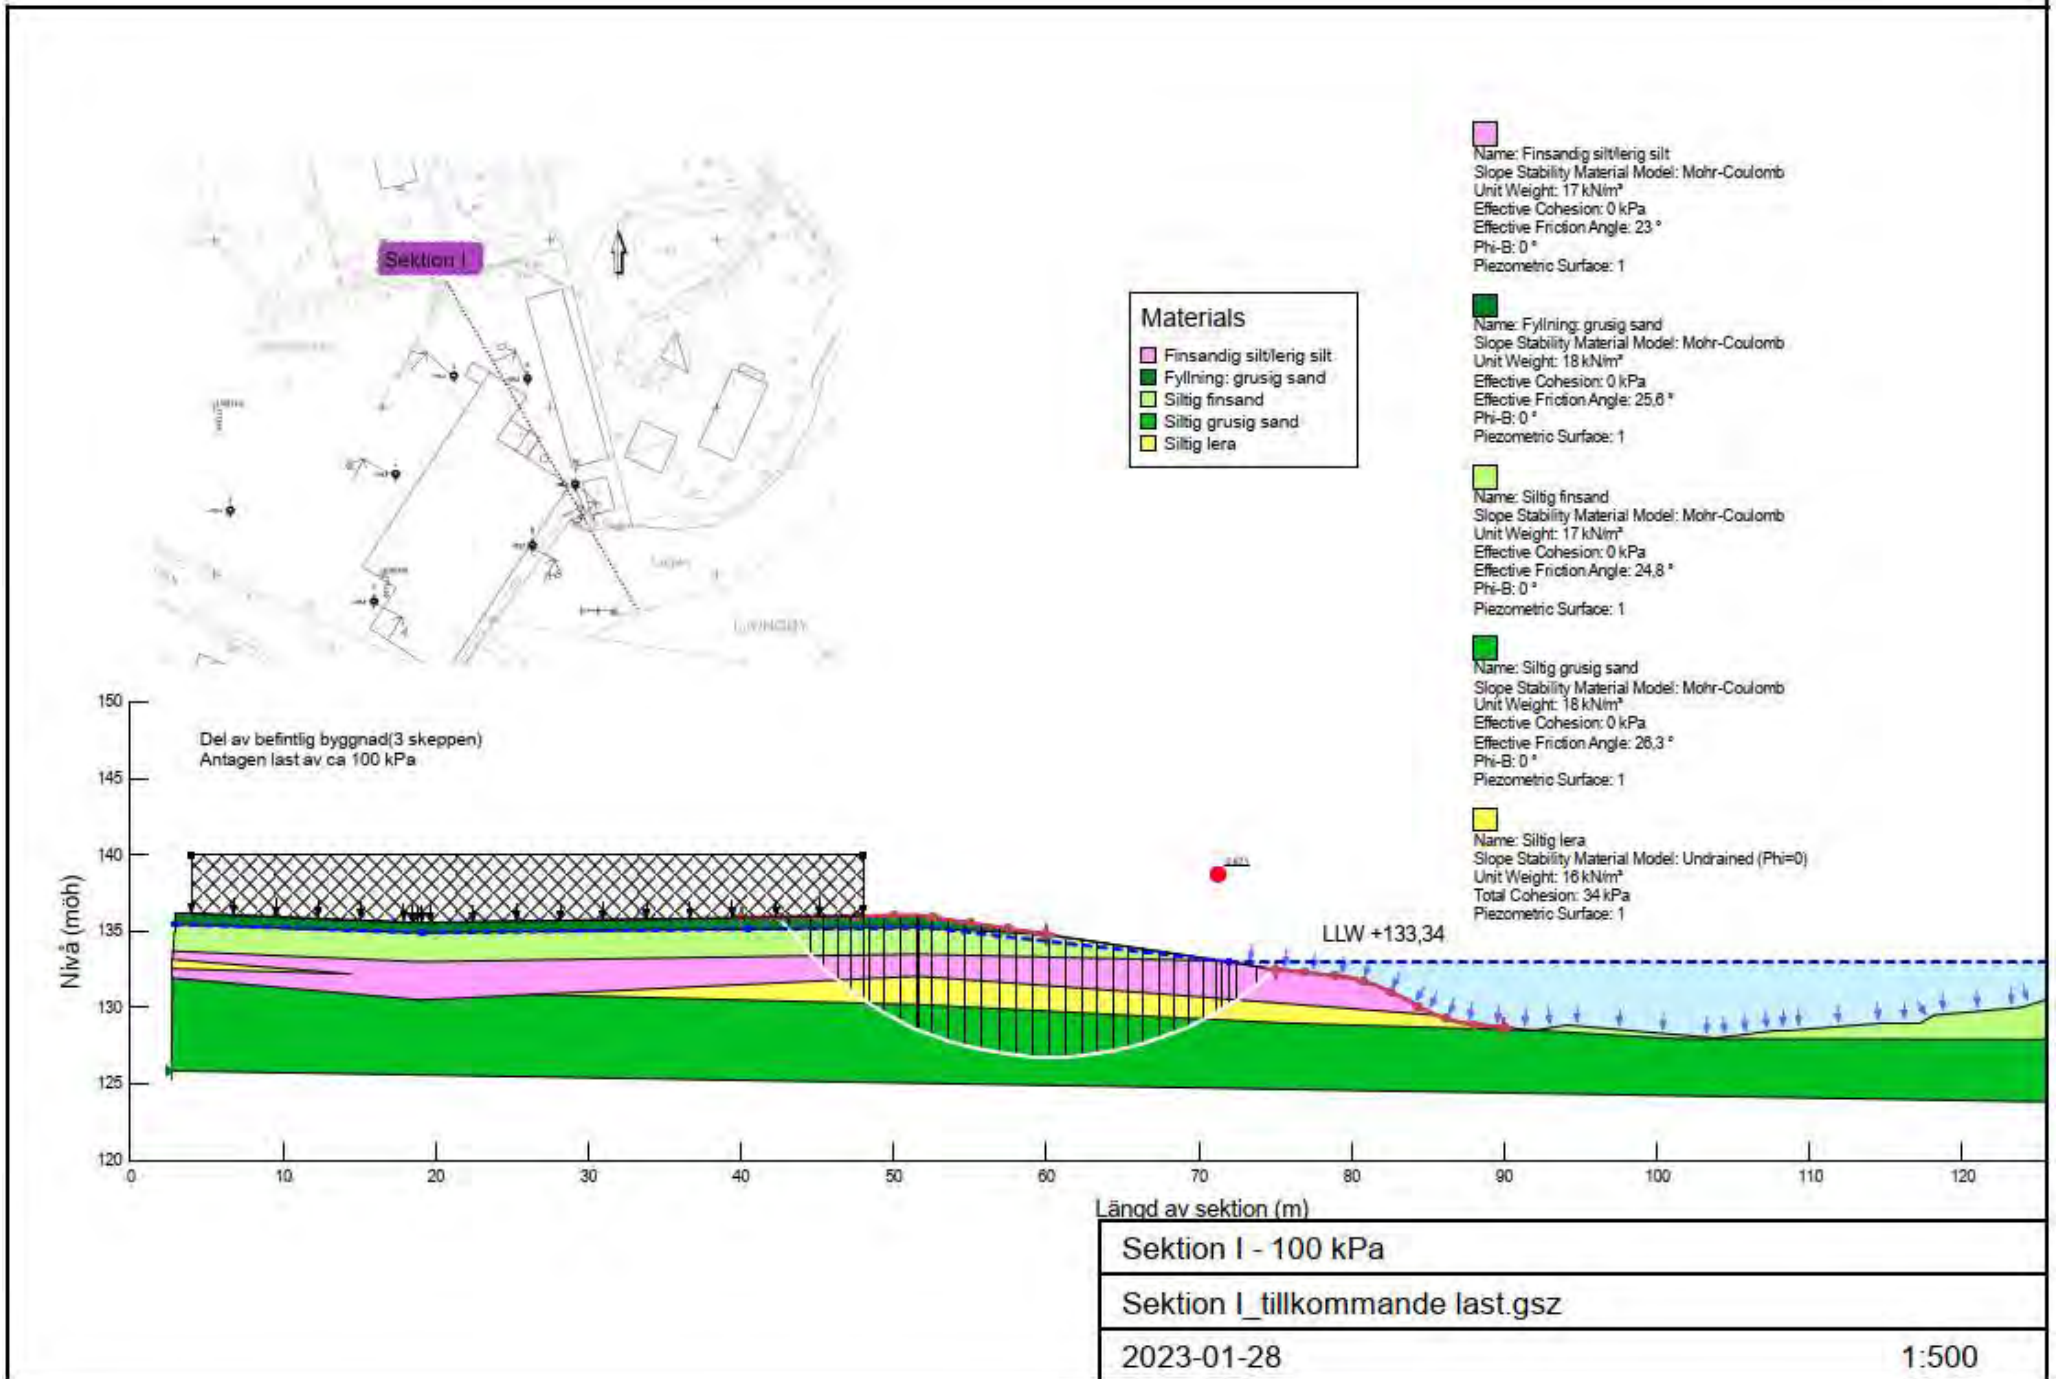 Sektion I
Materials
Finsandig silt/lerig silt
Fyllning: grusig sand
Siltig finsand
Siltig grusig sand
Siltig lera
Name: Finsandig silt/lerig silt
Slope Stability Material Model: Mohr-Coulomb
Unit Weight: 17 kN/m³
Effective Cohesion: 0 kPa
Effective Friction Angle: 23 °
Phi-B: 0 °
Piezometric Surface: 1
Name: Fyllning: grusig sand
Slope Stability Material Model: Mohr-Coulomb
Unit Weight: 18 kN/m³
Effective Cohesion: 0 kPa
Effective Friction Angle: 25,6 °
Phi-B: 0 °
Piezometric Surface: 1
Name: Siltig finsand
Slope Stability Material Model: Mohr-Coulomb
Unit Weight: 17 kN/m³
Effective Cohesion: 0 kPa
Effective Friction Angle: 24,8 °
Phi-B: 0 °
Piezometric Surface: 1
Name: Siltig grusig sand
Slope Stability Material Model: Mohr-Coulomb
Unit Weight: 18 kN/m³
Effective Cohesion: 0 kPa
Effective Friction Angle: 26,3 °
Phi-B: 0 °
Piezometric Surface: 1
Name: Siltig lera
Slope Stability Material Model: Undrained (Phi=0)
Unit Weight: 16 kN/m³
Total Cohesion: 34 kPa
Piezometric Surface: 1
Del av befintlig byggnad(3 skeppen)
Antagen last av ca 100 kPa
LLW +133,34
Nivå (möh)
150
145
140
135
130
125
120
0 10 20 30 40 50 60 70 80 90 100 110 120
Längd av sektion (m)
Sektion I - 100 kPa
Sektion I_tillkommande last.gsz
2023-01-28 1:500